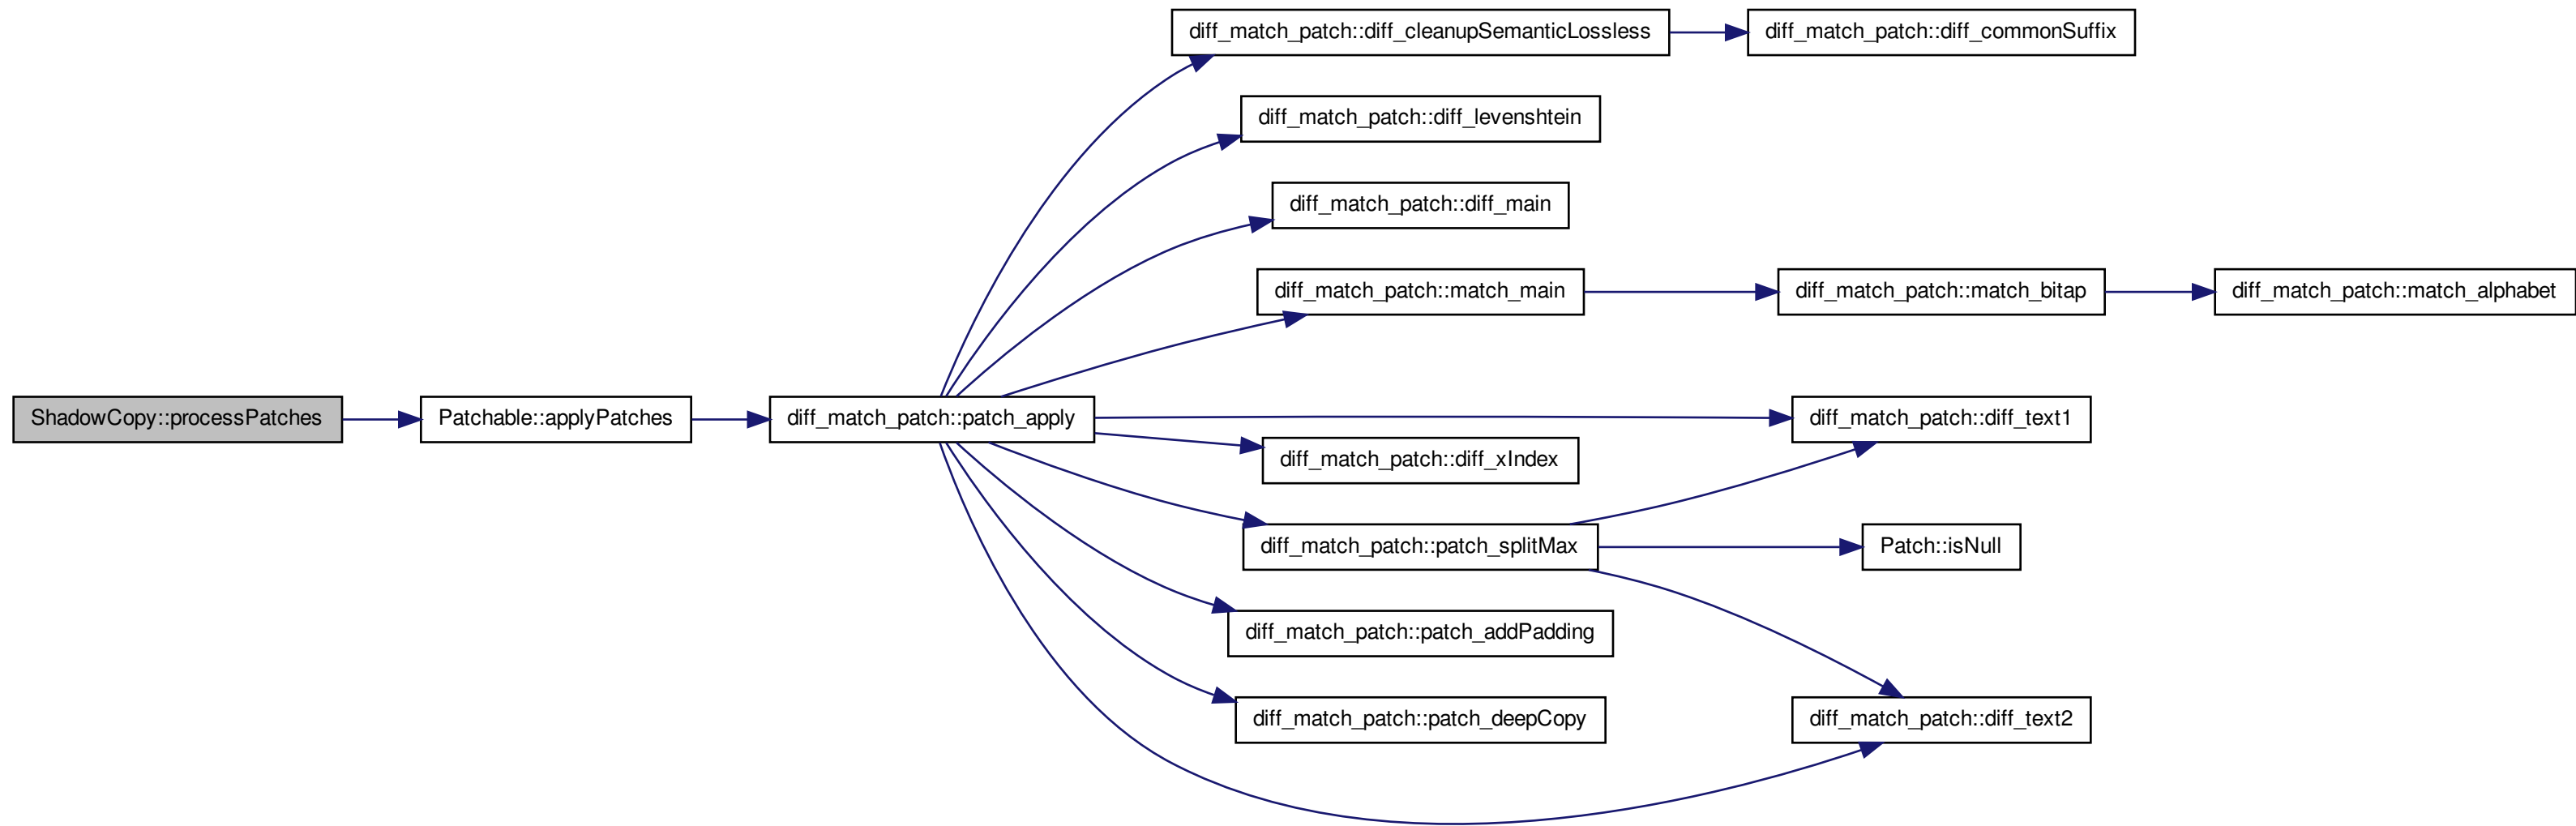 diff_match_patch::diff_cleanupSemanticLossless
diff_match_patch::diff_commonSuffix
diff_match_patch::diff_levenshtein
diff_match_patch::diff_main
diff_match_patch::match_main
diff_match_patch::match_bitap
diff_match_patch::match_alphabet
ShadowCopy::processPatches
Patchable::applyPatches
diff_match_patch::patch_apply
diff_match_patch::diff_text1
diff_match_patch::diff_xIndex
diff_match_patch::patch_splitMax
Patch::isNull
diff_match_patch::patch_addPadding
diff_match_patch::patch_deepCopy
diff_match_patch::diff_text2